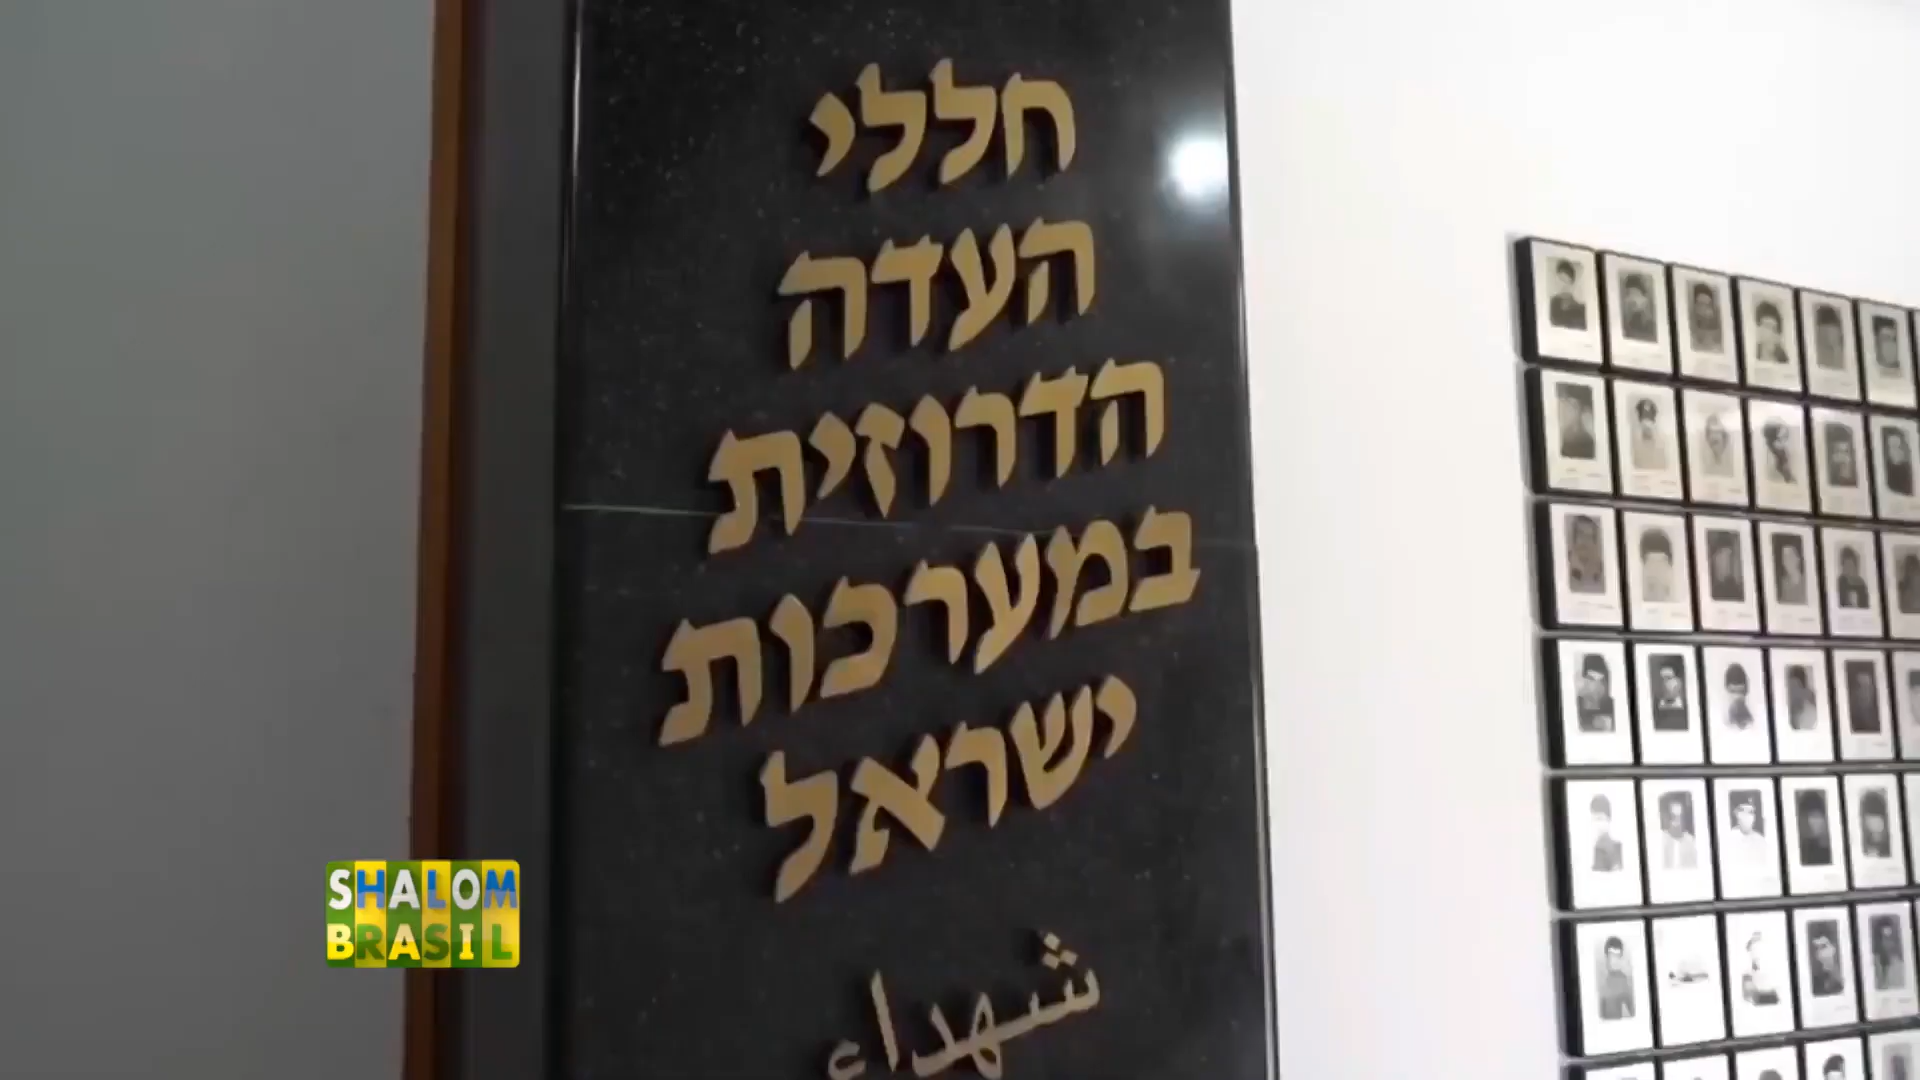 חללי
העדה
הדרוזית
במערכות
ישראל
شهداء
SHALOM
BRASIL